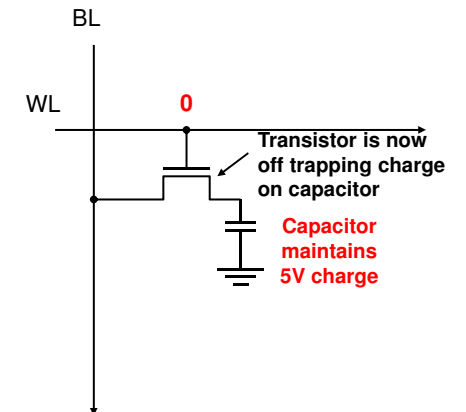 BL
WL
0
Transistor is now
off trapping charge
on capacitor
Capacitor
maintains
5V charge